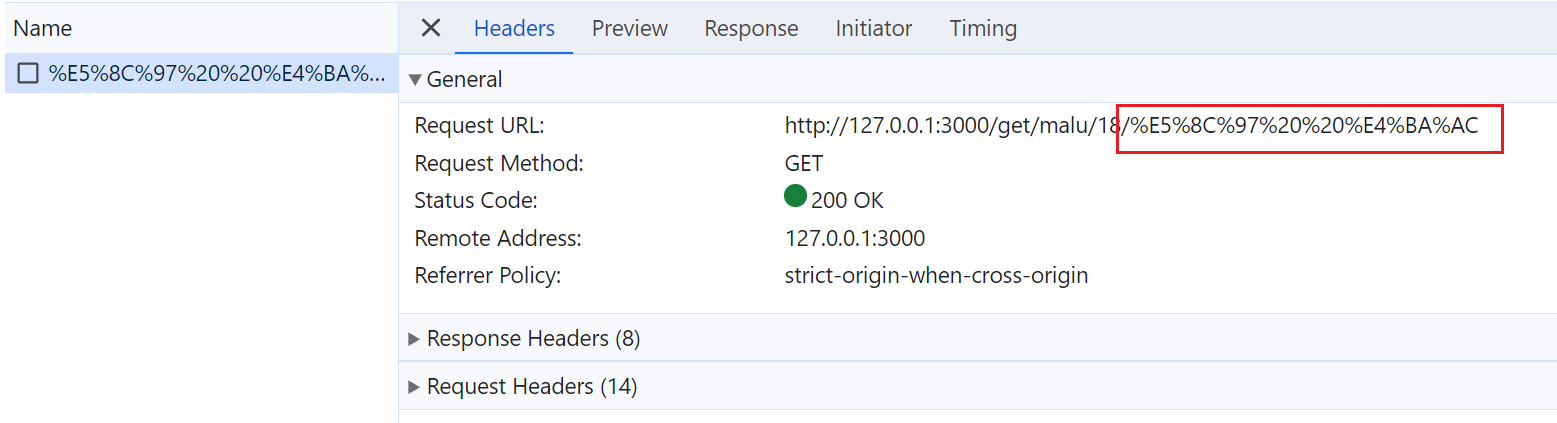 Name
%E5%8C%97%20%20%E4%BA%...
Headers Preview Response Initiator Timing
General
Request URL: http://127.0.0.1:3000/get/malu/18/%E5%8C%97%20%20%E4%BA%AC
Request Method: GET
Status Code: 200 OK
Remote Address: 127.0.0.1:3000
Referrer Policy: strict-origin-when-cross-origin
Response Headers (8)
Request Headers (14)